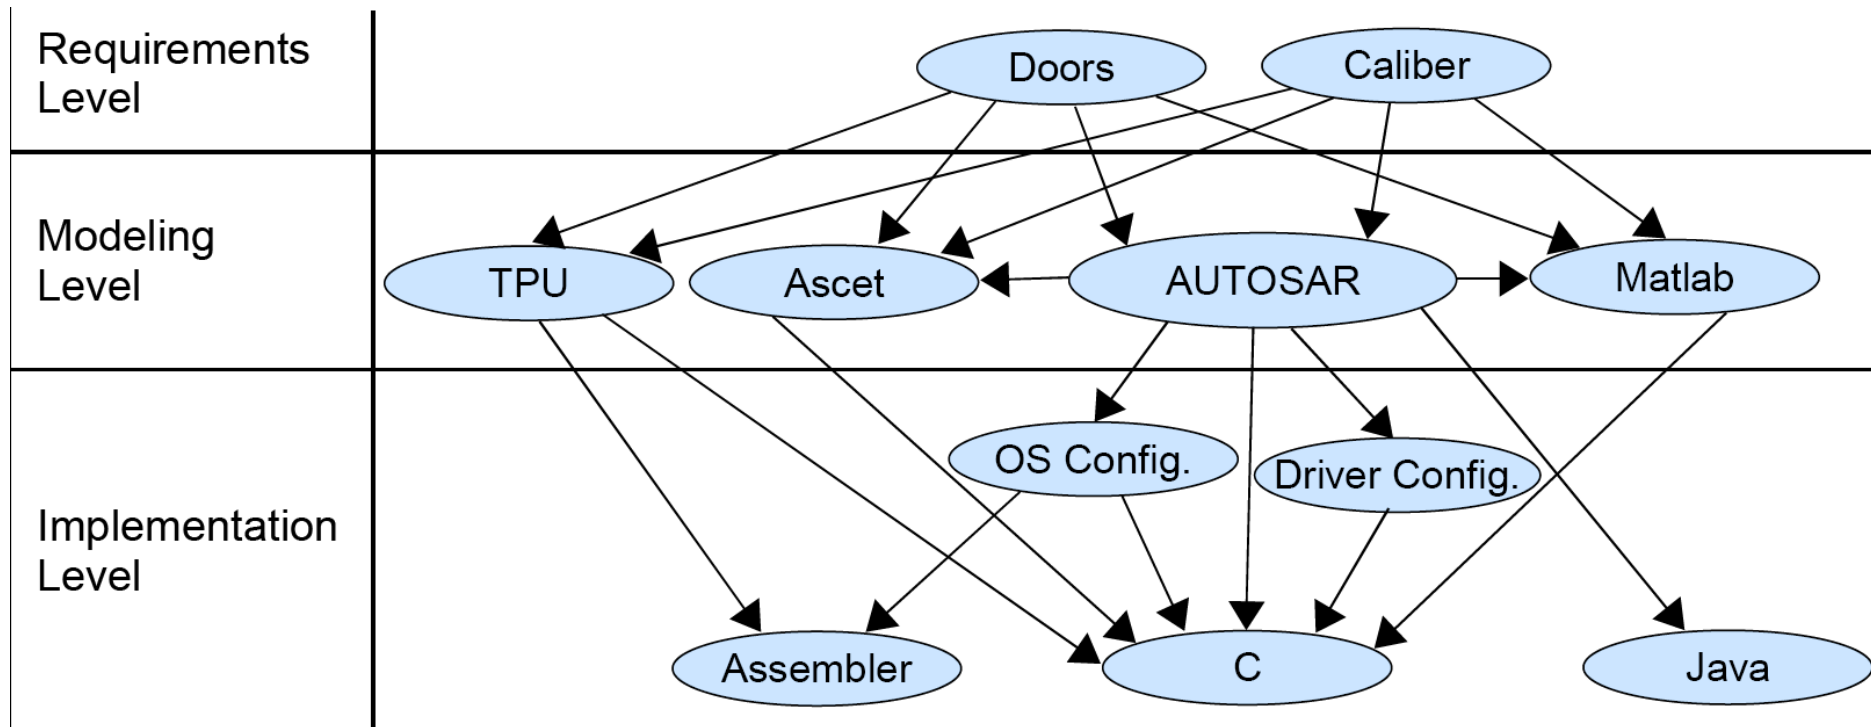 Requirements
Level
Doors
Caliber
Modeling
Level
TPU
Ascet
AUTOSAR
Matlab
Implementation
Level
OS Config.
Driver Config.
Assembler
C
Java